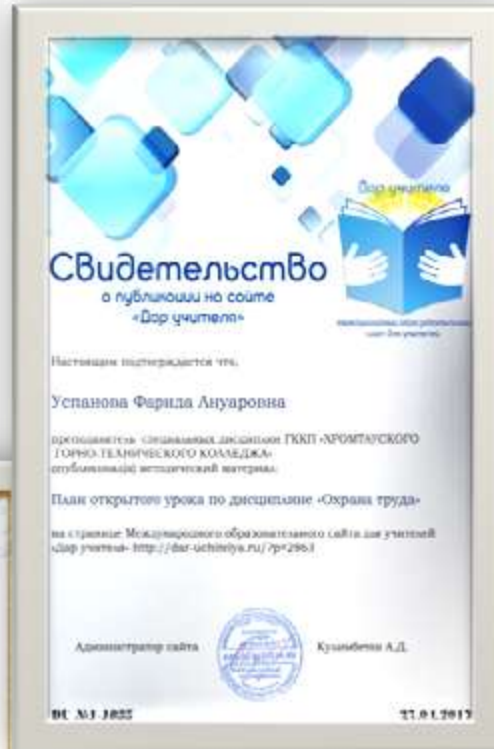 Дар учителя
Свидетельство
о публикации на сайте
«Дар учителя»
Настоящим подтверждается что,
Успанова Фарида Ануаровна
преподаватель специальных дисциплин ГККП «ХРОМТАУСКОГО
ГОРНО-ТЕХНИЧЕСКОГО КОЛЛЕДЖА»
опубликовал(а) методический материал:
План открытого урока по дисциплине «Охрана труда»
на странице Международного образовательного сайта для учителей
«Дар учителя» http://dar-uchitelya.ru/?p=2963
Администратор сайта
А.Д.
27.01.2017